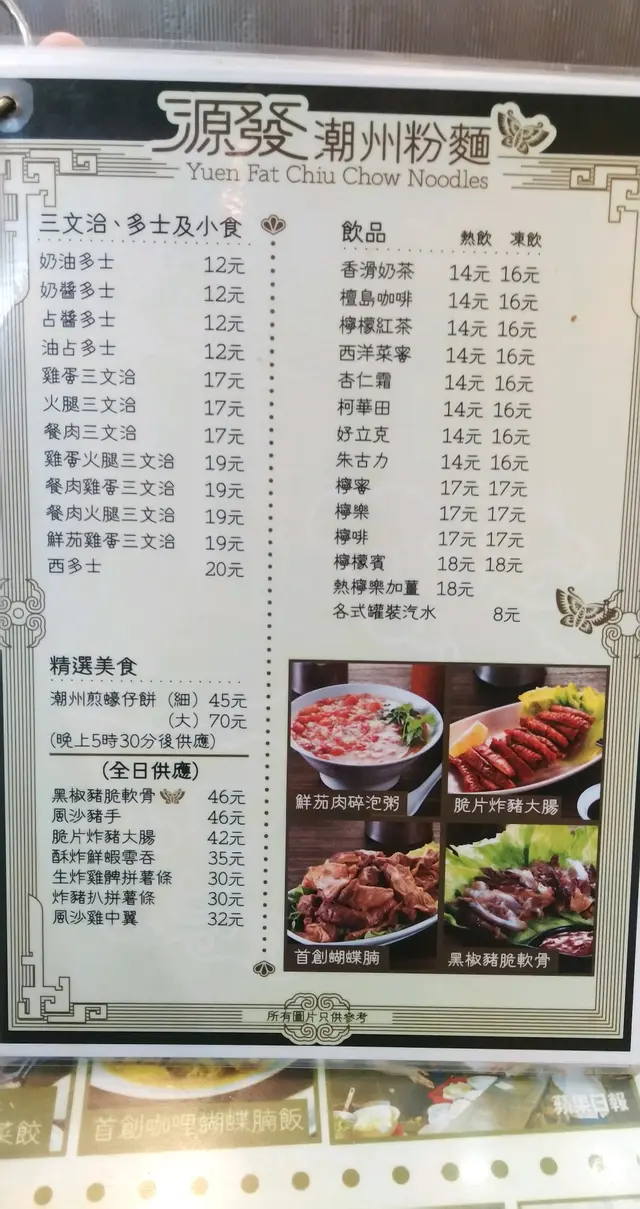 源發潮州粉麵
Yuen Fat Chiu Chow Noodles
三文治、多士及小食
奶油多士 12元
奶醬多士 12元
占醬多士 12元
油占多士 12元
雞蛋三文治 17元
火腿三文治 17元
餐肉三文治 17元
雞蛋火腿三文治 19元
餐肉雞蛋三文治 19元
餐肉火腿三文治 19元
鮮茄雞蛋三文治 19元
西多士 20元
飲品 熱飲 凍飲
香滑奶茶 14元 16元
檀島咖啡 14元 16元
檸檬紅茶 14元 16元
西洋菜宻 14元 16元
杏仁霜 14元 16元
柯華田 14元 16元
好立克 14元 16元
朱古力 14元 16元
檸宻 17元 17元
檸樂 17元 17元
檸啡 17元 17元
檸檬賓 18元 18元
熱檸樂加薑 18元
各式罐裝汽水 8元
精選美食
潮州煎蠔仔餅（細）45元
（大）70元
(晚上5時30分後供應)
(全日供應)
黑椒豬脆軟骨 46元
風沙豬手 46元
脆片炸豬大腸 42元
酥炸鮮蝦雲吞 35元
生炸雞髀拼薯條 30元
炸豬扒拼薯條 30元
風沙雞中翼 32元
鮮茄肉碎泡粥
脆片炸豬大腸
首創蝴蝶腩
黑椒豬脆軟骨
所有圖片只供參考
菜餃
首創咖哩蝴蝶腩飯
蘋果日報